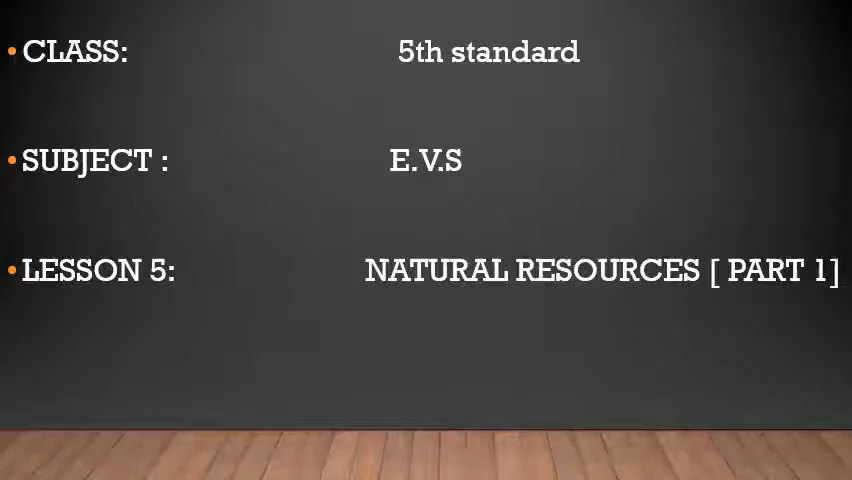 • CLASS: 5th standard
• SUBJECT : E.V.S
• LESSON 5: NATURAL RESOURCES [ PART 1]